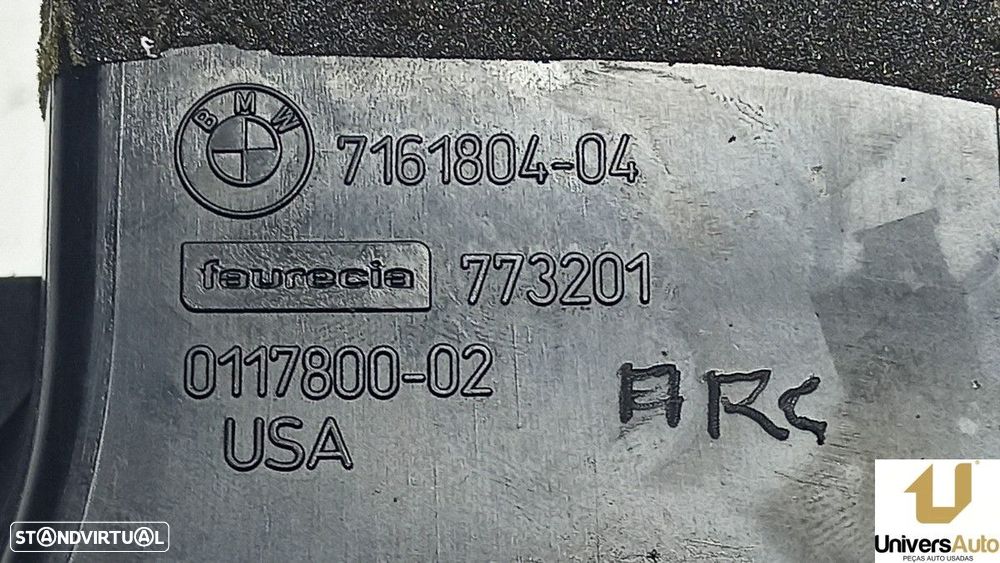 BMW 7161804-04
faurecia 773201
0117800-02
USA
ARC
STANDVIRTUAL
UniversAuto
PEÇAS AUTO USADAS